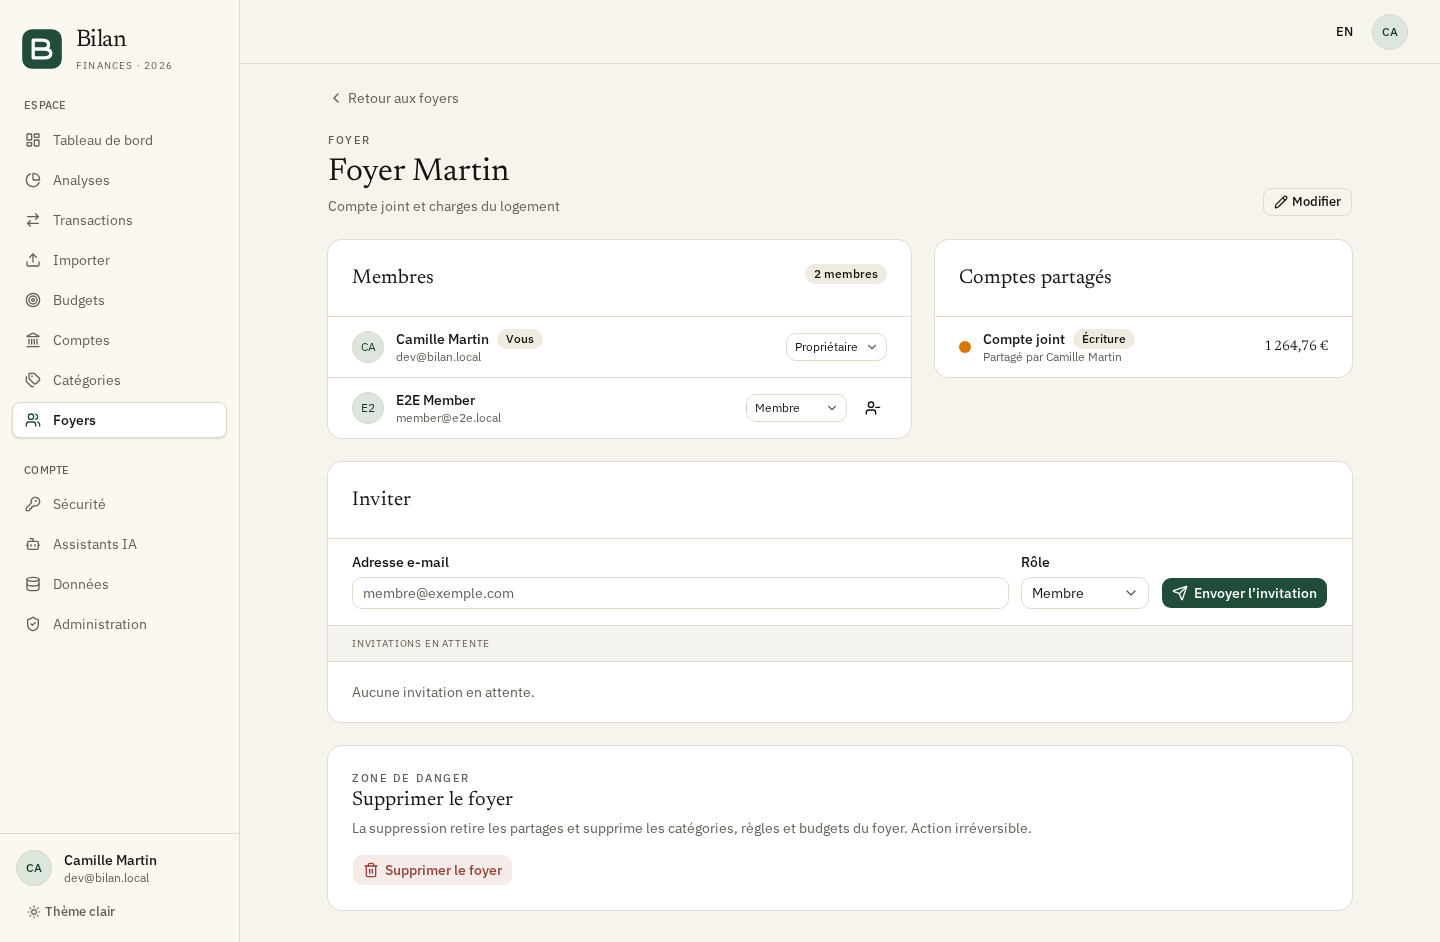 Bilan
FINANCES · 2026
ESPACE
Tableau de bord
Analyses
Transactions
Importer
Budgets
Comptes
Catégories
Foyers
COMPTE
Sécurité
Assistants IA
Données
Administration
CA
Camille Martin
dev@bilan.local
Thème clair
EN
CA
Retour aux foyers
FOYER
Foyer Martin
Compte joint et charges du logement
Modifier
Membres
2 membres
CA
Camille Martin
Vous
dev@bilan.local
Propriétaire
E2
E2E Member
member@e2e.local
Membre
Comptes partagés
Compte joint
Écriture
Partagé par Camille Martin
1 264,76 €
Inviter
Adresse e-mail
Rôle
membre@exemple.com
Membre
Envoyer l’invitation
INVITATIONS EN ATTENTE
Aucune invitation en attente.
ZONE DE DANGER
Supprimer le foyer
La suppression retire les partages et supprime les catégories, règles et budgets du foyer. Action irréversible.
Supprimer le foyer